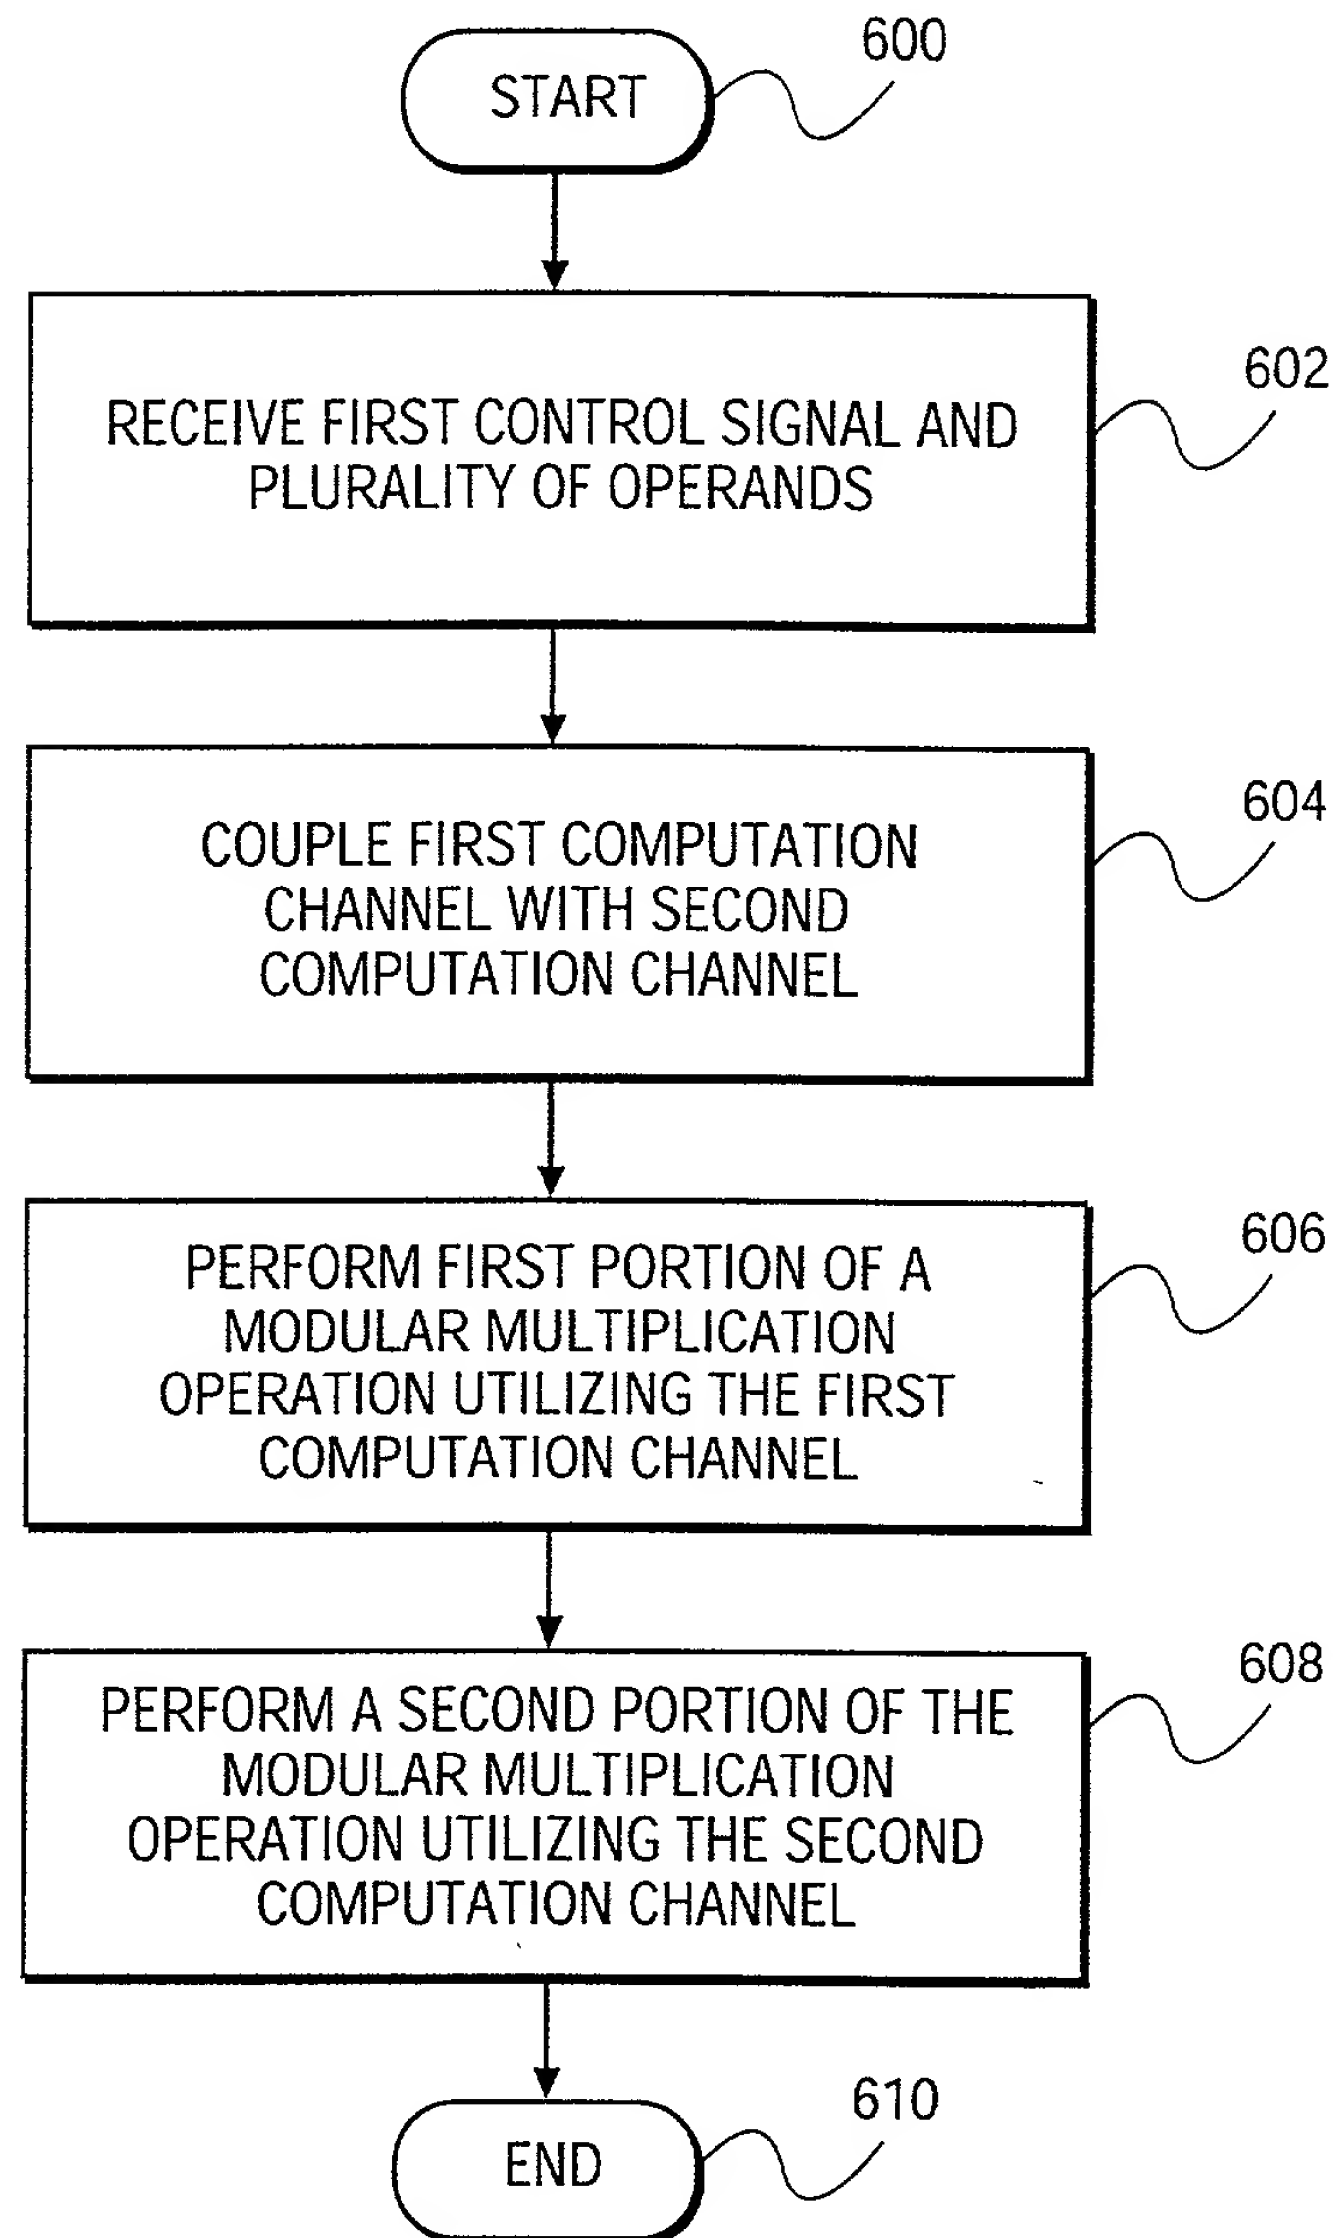 START
600
RECEIVE FIRST CONTROL SIGNAL AND
PLURALITY OF OPERANDS
602
COUPLE FIRST COMPUTATION
CHANNEL WITH SECOND
COMPUTATION CHANNEL
604
PERFORM FIRST PORTION OF A
MODULAR MULTIPLICATION
OPERATION UTILIZING THE FIRST
COMPUTATION CHANNEL
606
PERFORM A SECOND PORTION OF THE
MODULAR MULTIPLICATION
OPERATION UTILIZING THE SECOND
COMPUTATION CHANNEL
608
END
610